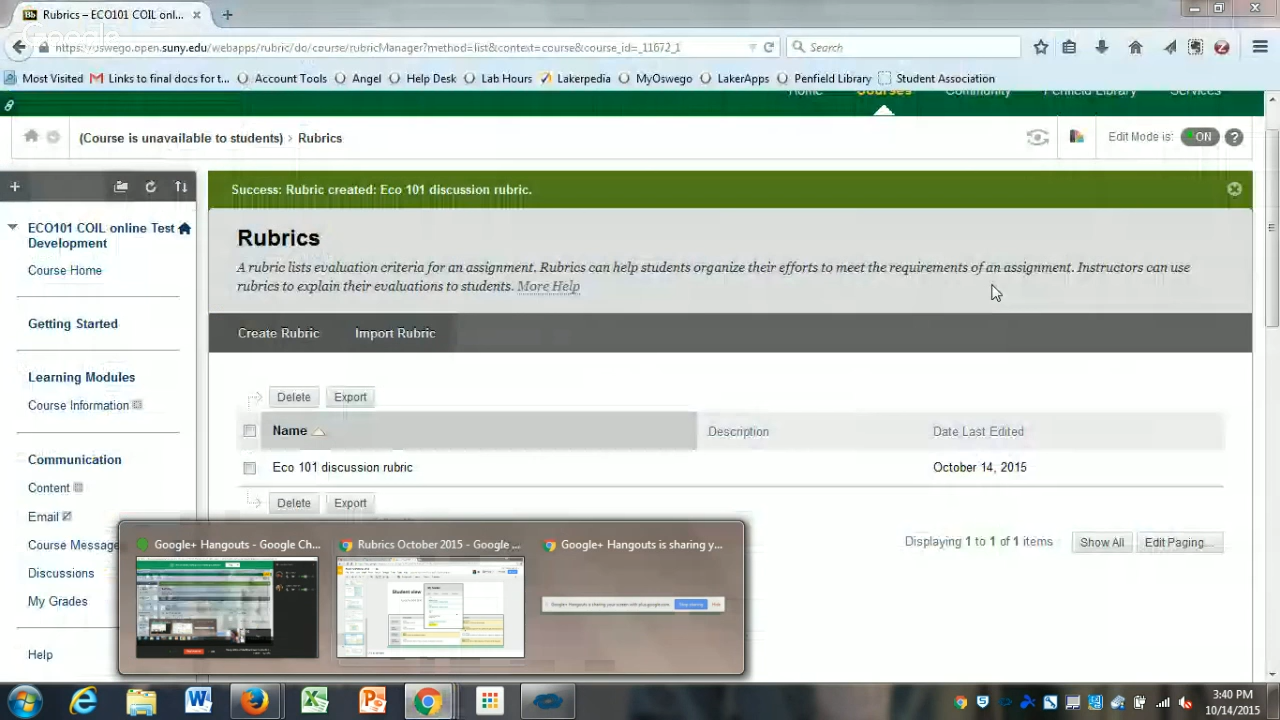 Rubrics – ECO101 COIL onl...
Google
https://oswego.open.suny.edu/webapps/rubric/do/course/rubricManager?method=list&context=course&course_id=_11672_1
Search
Most Visited Links to final docs for t... Account Tools Angel Help Desk Lab Hours Lakerpedia MyOswego LakerApps Penfield Library Student Association
Home Courses Community Penfield Library Services
(Course is unavailable to students) > Rubrics Edit Mode is: ON ?
Success: Rubric created: Eco 101 discussion rubric.
ECO101 COIL online Test
Development
Course Home
Getting Started
Learning Modules
Course Information
Communication
Content
Email
Course Message
Discussions
My Grades
Help
Rubrics
A rubric lists evaluation criteria for an assignment. Rubrics can help students organize their efforts to meet the requirements of an assignment. Instructors can use
rubrics to explain their evaluations to students. More Help
Create Rubric Import Rubric
Delete Export
Name Description Date Last Edited
Eco 101 discussion rubric October 14, 2015
Delete Export
Displaying 1 to 1 of 1 items Show All Edit Paging...
Google+ Hangouts - Google Ch... Rubrics October 2015 - Google ... Google+ Hangouts is sharing y...
Student view
3:40 PM
10/14/2015